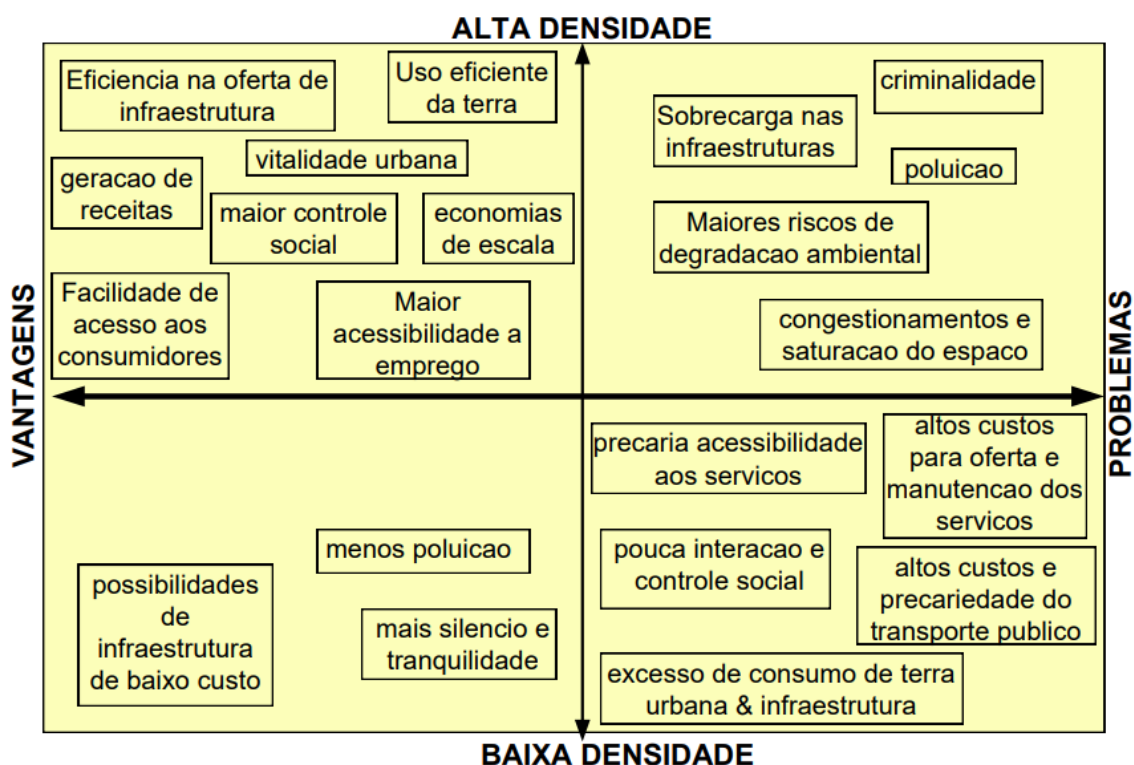 ALTA DENSIDADE
Eficiencia na oferta de
infraestrutura
Uso eficiente
da terra
vitalidade urbana
geracao de
receitas
maior controle
social
economias
de escala
Facilidade de
acesso aos
consumidores
Maior
acessibilidade a
emprego
criminalidade
Sobrecarga nas
infraestruturas
poluicao
Maiores riscos de
degradacao ambiental
congestionamentos e
saturacao do espaco
VANTAGENS
PROBLEMAS
menos poluicao
possibilidades
de
infraestrutura
de baixo custo
mais silencio e
tranquilidade
precaria acessibilidade
aos servicos
altos custos
para oferta e
manutencao dos
servicos
pouca interacao e
controle social
altos custos e
precariedade do
transporte publico
excesso de consumo de terra
urbana & infraestrutura
BAIXA DENSIDADE